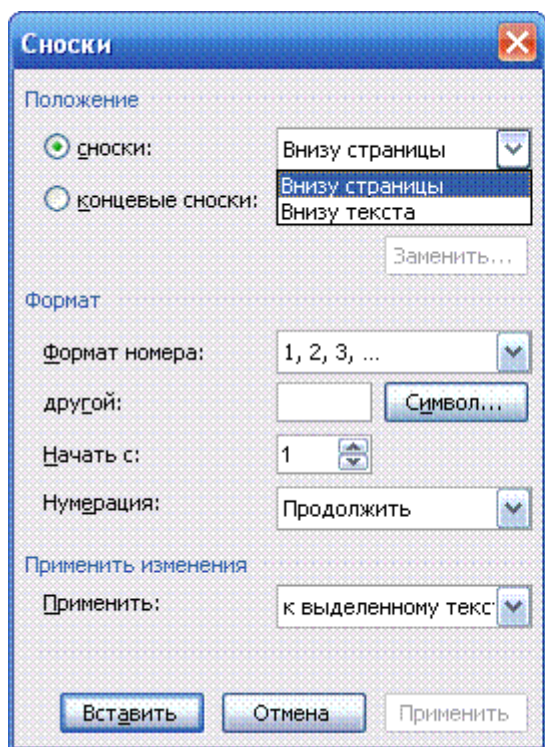 Сноски
Положение
сноски:
Внизу страницы
Внизу страницы
концевые сноски:
Внизу текста
Заменить...
Формат
Формат номера:
1, 2, 3, ...
другой:
Символ...
Начать с:
1
Нумерация:
Продолжить
Применить изменения
Применить:
к выделенному текс
Вставить
Отмена
Применить